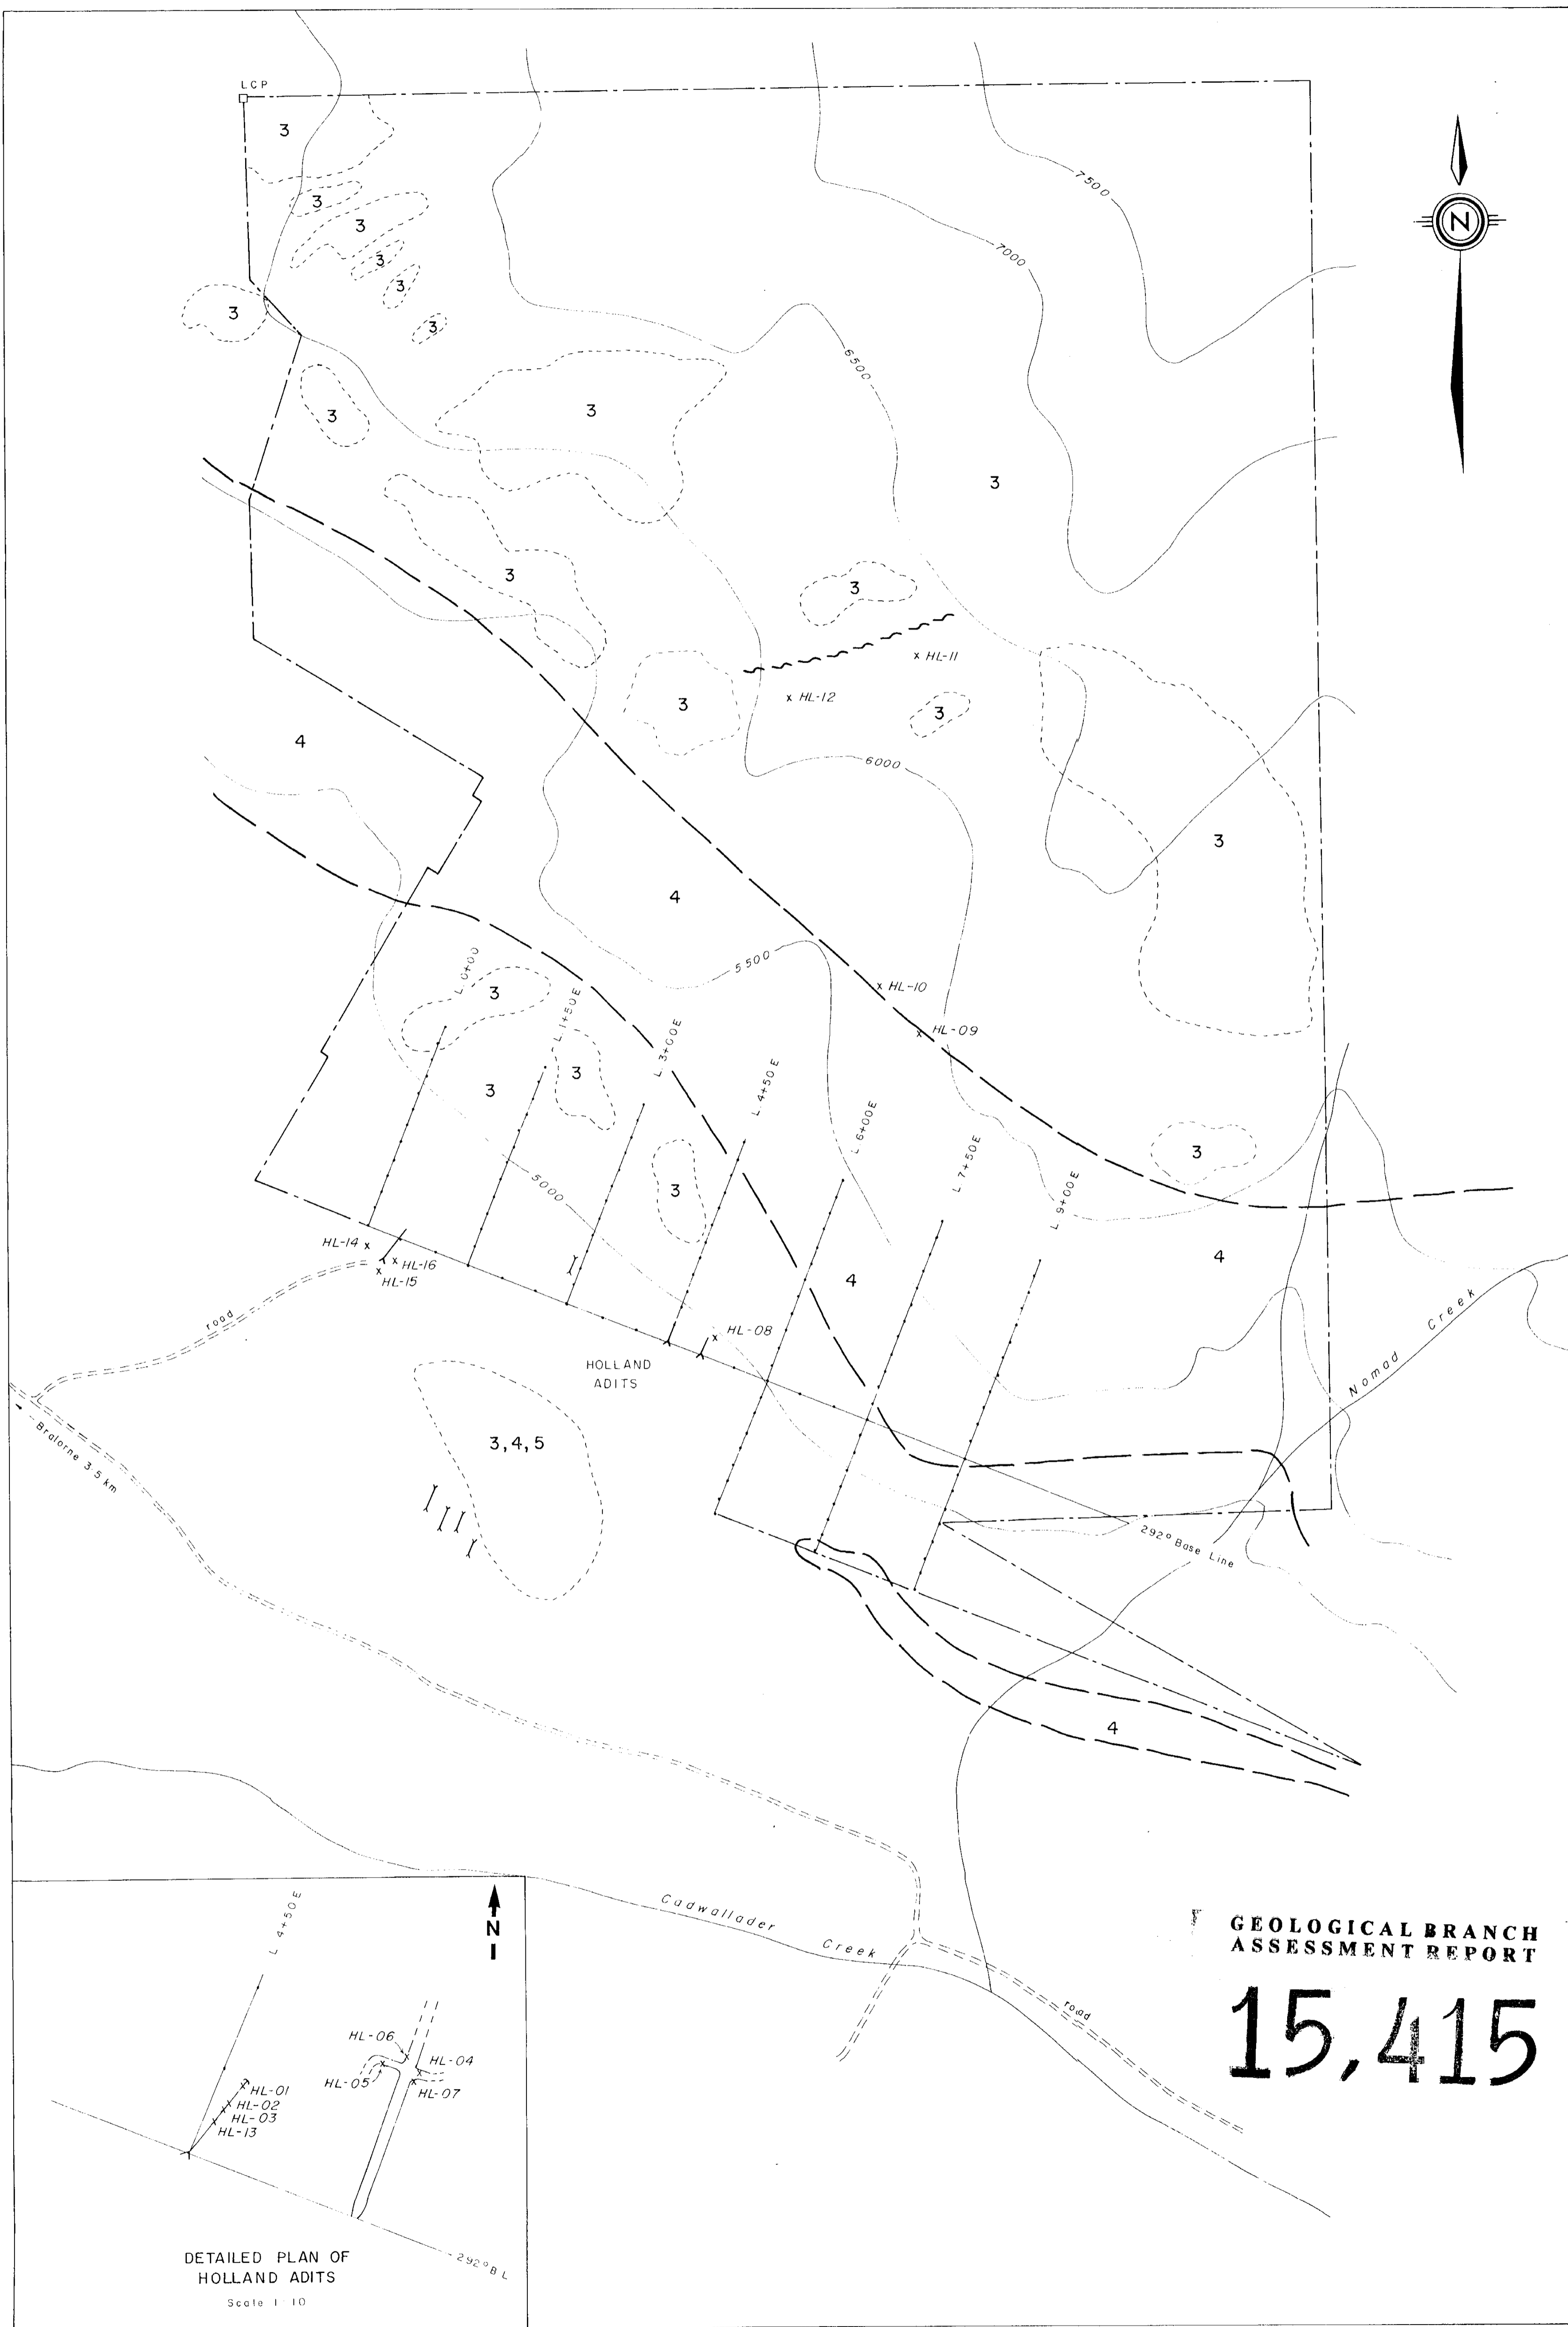 LCP
3
3
3
3
3
3
3
3
3
7500
7000
6500
N
3
3
3
HL-11
HL-12
3
3
4
6000
3
4
5500
HL-10
HL-09
L 0+00
3
L 1+50E
L 3+00E
3
3
L 4+50E
L 6+00E
L 7+50E
L 9+00E
3
3
5000
HL-14
HL-16
HL-15
4
4
road
HL-08
HOLLAND
ADITS
Nomad Creek
Bralorne 3.5 km
3,4,5
292° Base Line
4
Cadwallader Creek
road
GEOLOGICAL BRANCH
ASSESSMENT REPORT
15,415
L 4+50E
N
HL-06
HL-04
HL-05
HL-07
HL-01
HL-02
HL-03
HL-13
292° B L
DETAILED PLAN OF
HOLLAND ADITS
Scale 1:10